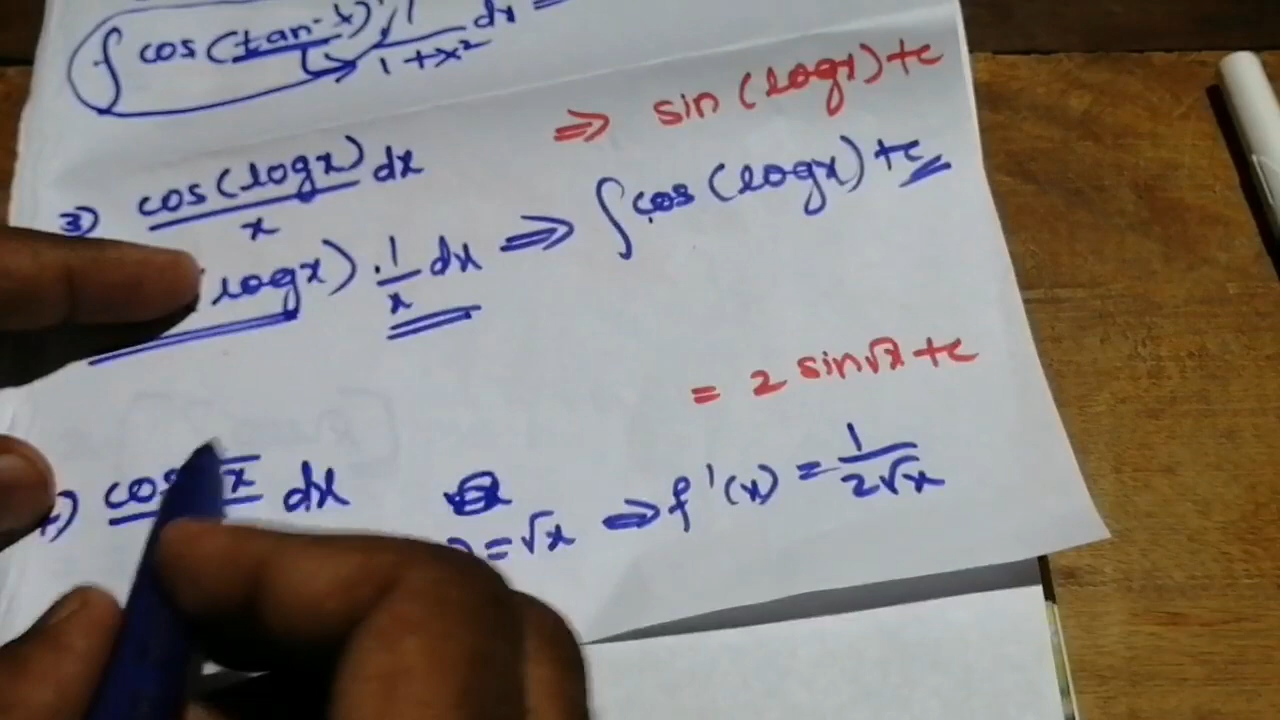 ∫ cos (tan⁻¹x) 1/1+x² dx =
⇒ sin (logx) + c
3) cos(logx)/x dx
logx) . 1/x dx ⇒ ∫ cos (logx) + c
= 2 sin√x + c
cos √x dx
= √x ⇒ f'(x) = 1/2√x